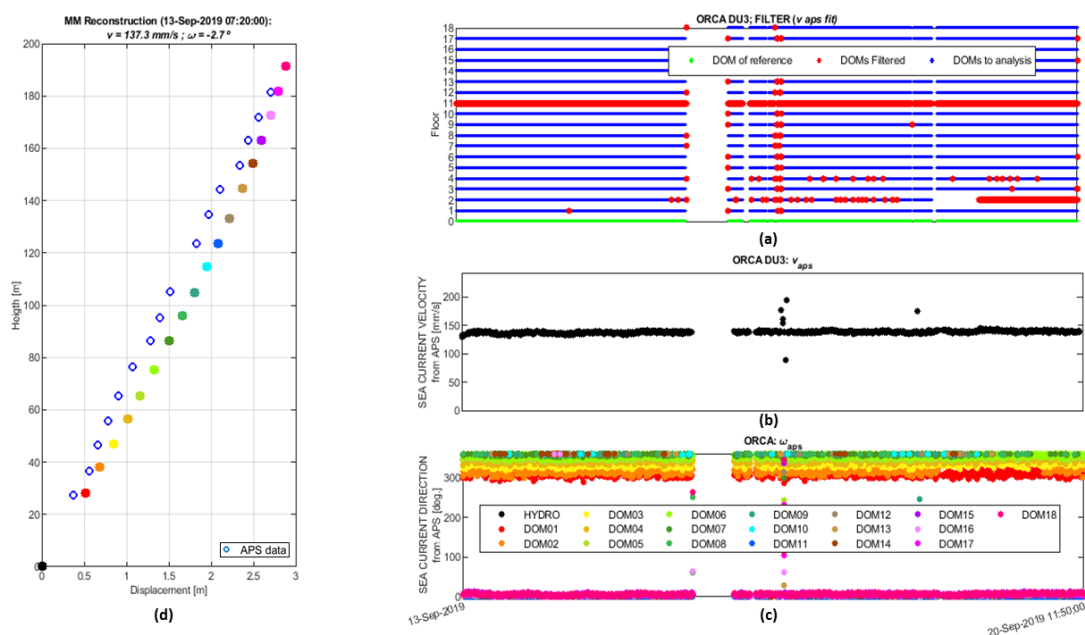 MM Reconstruction (13-Sep-2019 07:20:00):
v = 137.3 mm/s ; ω = -2.7°
200
180
160
140
120
100
80
60
40
20
0
Heigth [m]
0
0.5
1
1.5
2
2.5
3
Displacement [m]
APS data
(d)
ORCA DU3; FILTER (v aps fit)
18
17
16
15
14
13
12
11
10
9
8
7
6
5
4
3
2
1
0
Floor
DOM of reference
DOMs Filtered
DOMs to analysis
(a)
ORCA DU3: vaps
200
150
100
50
0
SEA CURRENT VELOCITY
from APS [mm/s]
(b)
ORCA: ωaps
300
200
100
0
SEA CURRENT DIRECTION
from APS [dog.]
HYDRO DOM03 DOM06 DOM09 DOM12 DOM15 DOM18
DOM01 DOM04 DOM07 DOM10 DOM13 DOM16
DOM02 DOM05 DOM08 DOM11 DOM14 DOM17
13-Sep-2019
20-Sep-2019 11:50:00
(c)